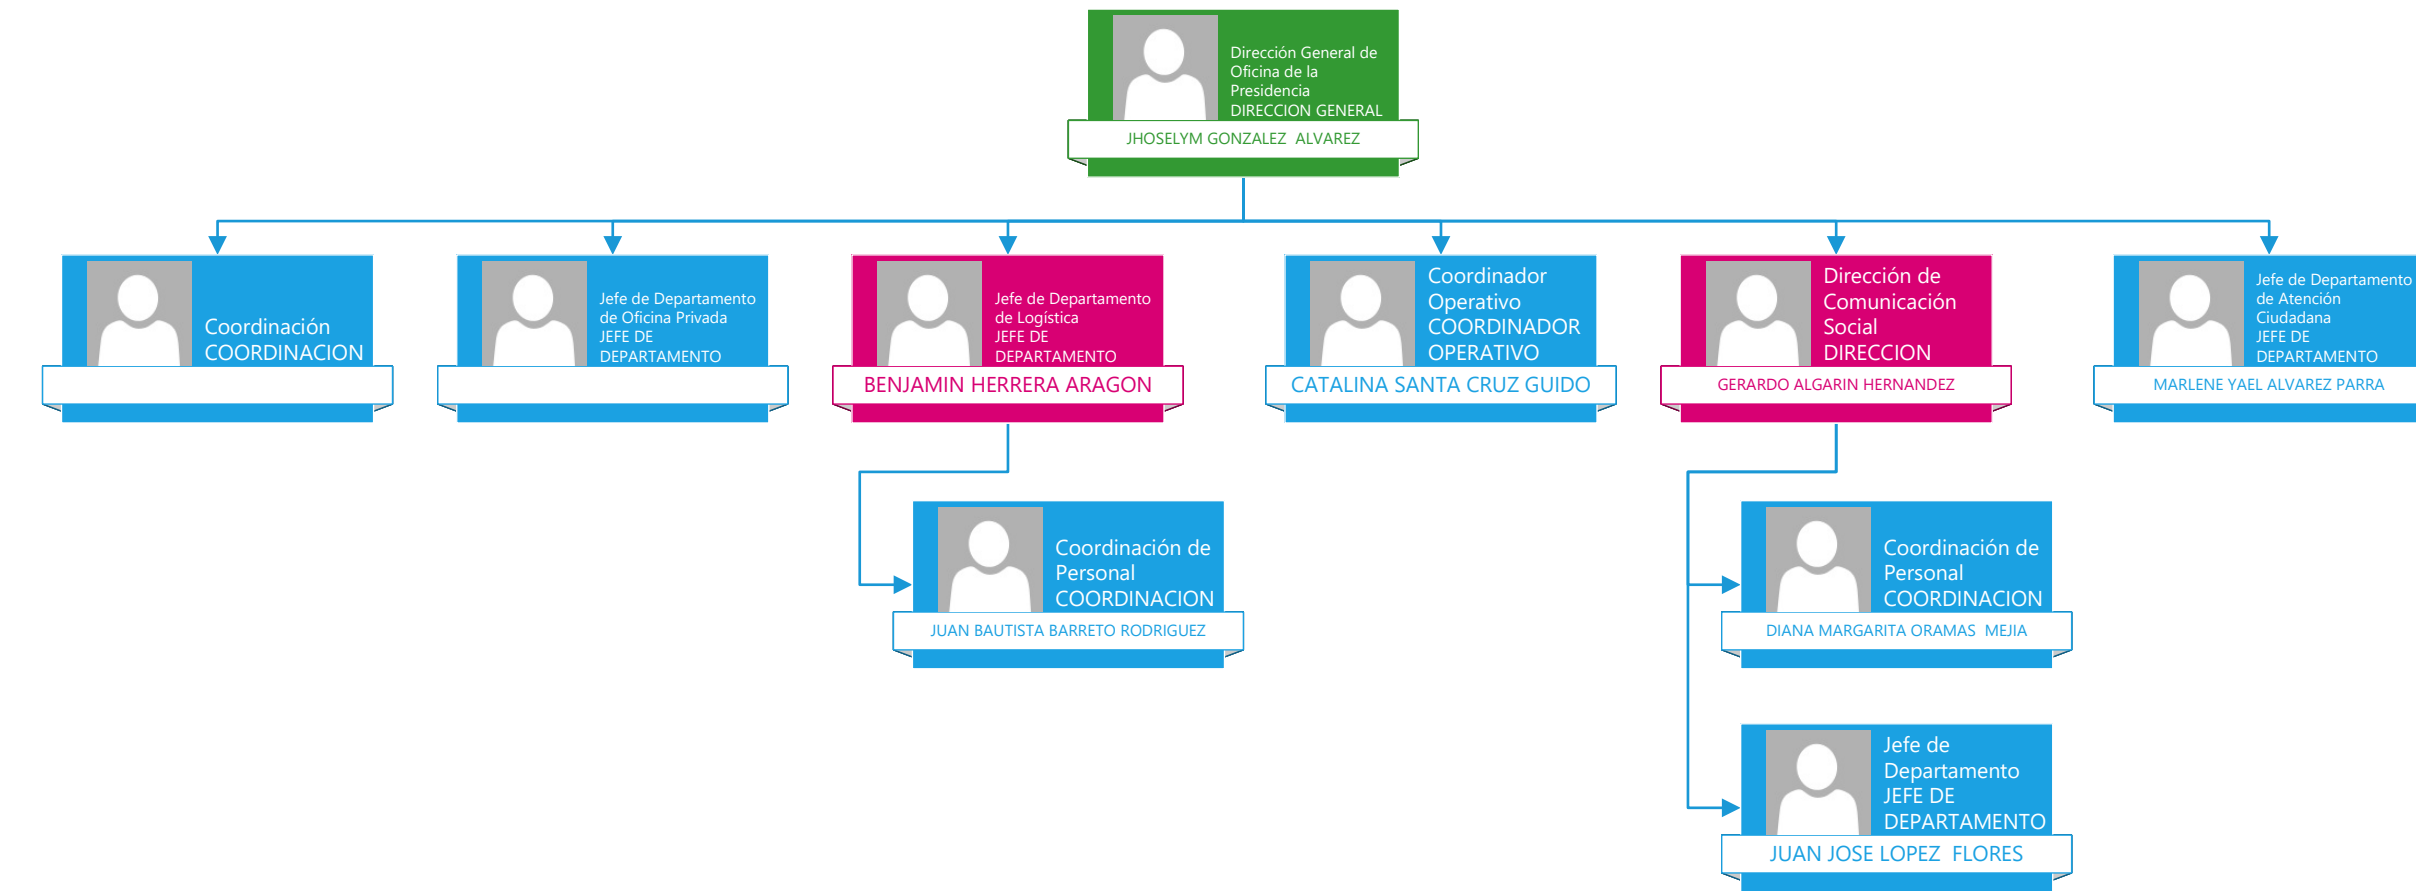 Dirección General de
Oficina de la
Presidencia
DIRECCION GENERAL
JHOSELYM GONZALEZ  ALVAREZ
Coordinación
COORDINACION
Jefe de Departamento
de Oficina Privada
JEFE DE
DEPARTAMENTO
Jefe de Departamento
de Logística
JEFE DE
DEPARTAMENTO
BENJAMIN HERRERA ARAGON
Coordinador
Operativo
COORDINADOR
OPERATIVO
CATALINA SANTA CRUZ GUIDO
Dirección de
Comunicación
Social
DIRECCION
GERARDO ALGARIN HERNANDEZ
Jefe de Departamento
de Atención
Ciudadana
JEFE DE
DEPARTAMENTO
MARLENE YAEL ALVAREZ PARRA
Coordinación de
Personal
COORDINACION
JUAN BAUTISTA BARRETO RODRIGUEZ
Coordinación de
Personal
COORDINACION
DIANA MARGARITA ORAMAS  MEJIA
Jefe de
Departamento
JEFE DE
DEPARTAMENTO
JUAN JOSE LOPEZ  FLORES